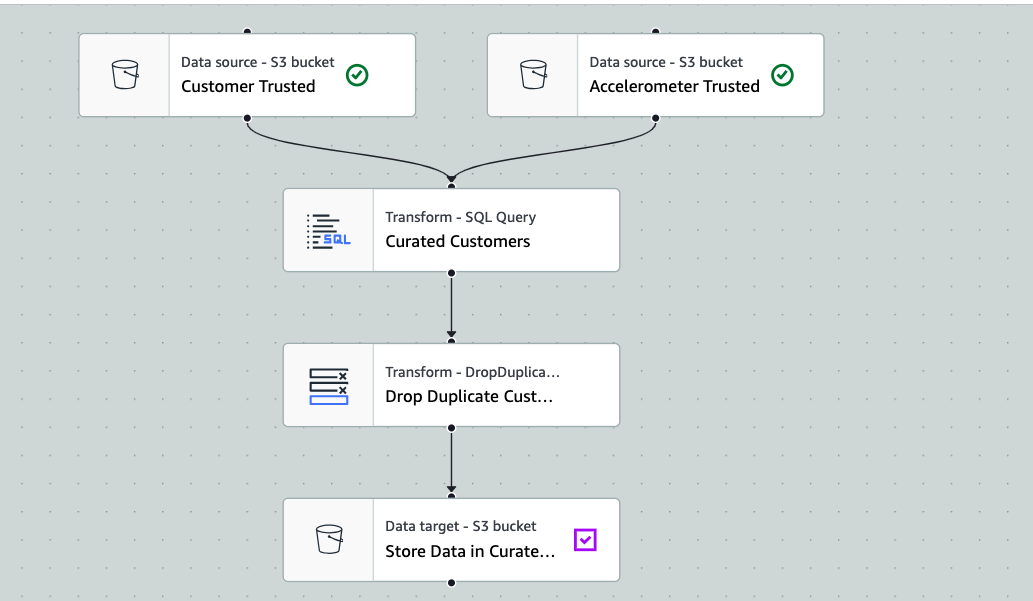 Data source - S3 bucket
Customer Trusted
Data source - S3 bucket
Accelerometer Trusted
Transform - SQL Query
Curated Customers
SQL
Transform - DropDuplica...
Drop Duplicate Cust...
Data target - S3 bucket
Store Data in Curate...